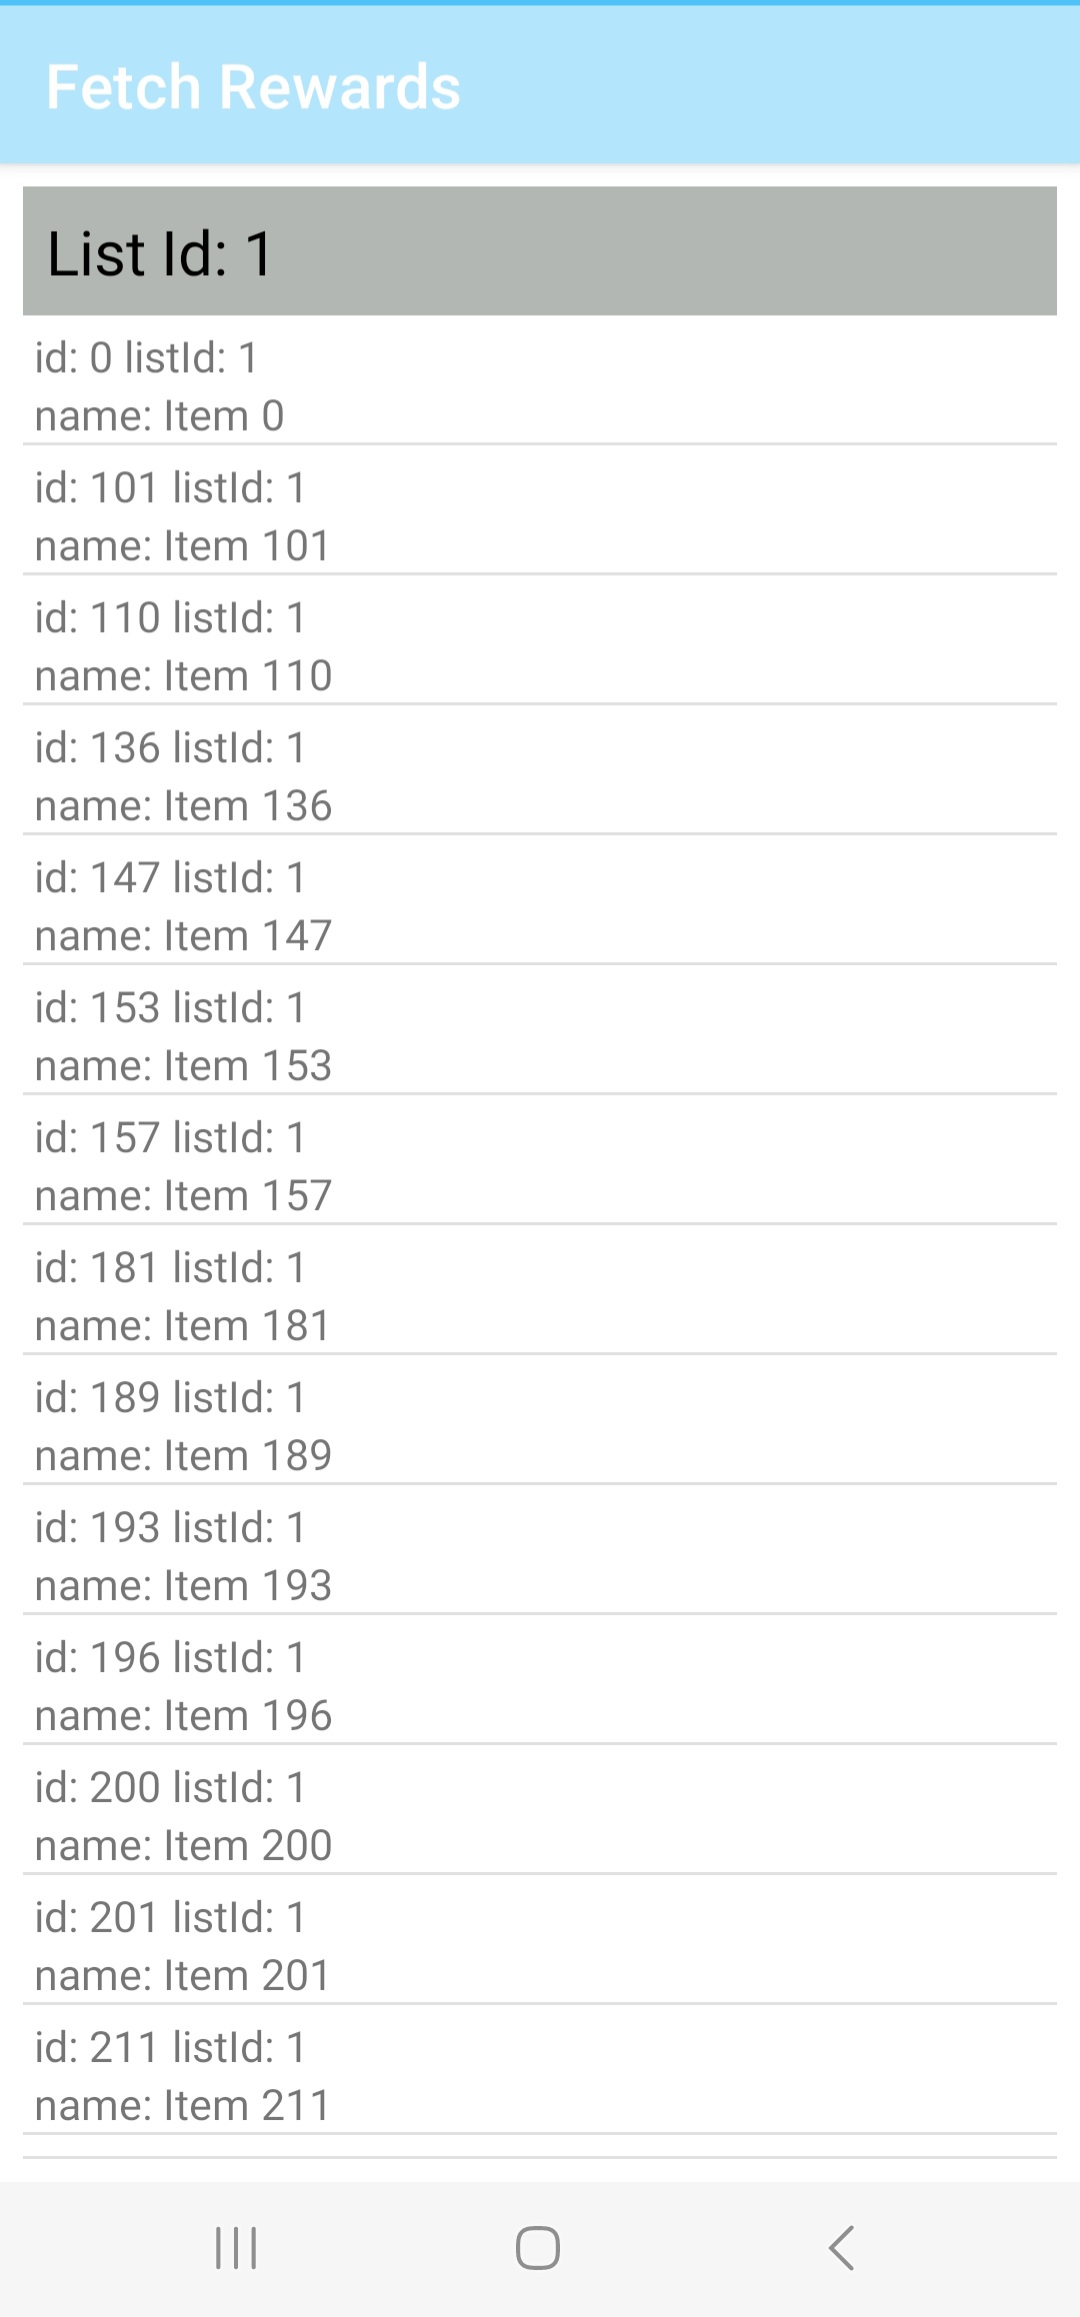 Fetch Rewards
List Id: 1
id: 0 listId: 1
name: Item 0
id: 101 listId: 1
name: Item 101
id: 110 listId: 1
name: Item 110
id: 136 listId: 1
name: Item 136
id: 147 listId: 1
name: Item 147
id: 153 listId: 1
name: Item 153
id: 157 listId: 1
name: Item 157
id: 181 listId: 1
name: Item 181
id: 189 listId: 1
name: Item 189
id: 193 listId: 1
name: Item 193
id: 196 listId: 1
name: Item 196
id: 200 listId: 1
name: Item 200
id: 201 listId: 1
name: Item 201
id: 211 listId: 1
name: Item 211